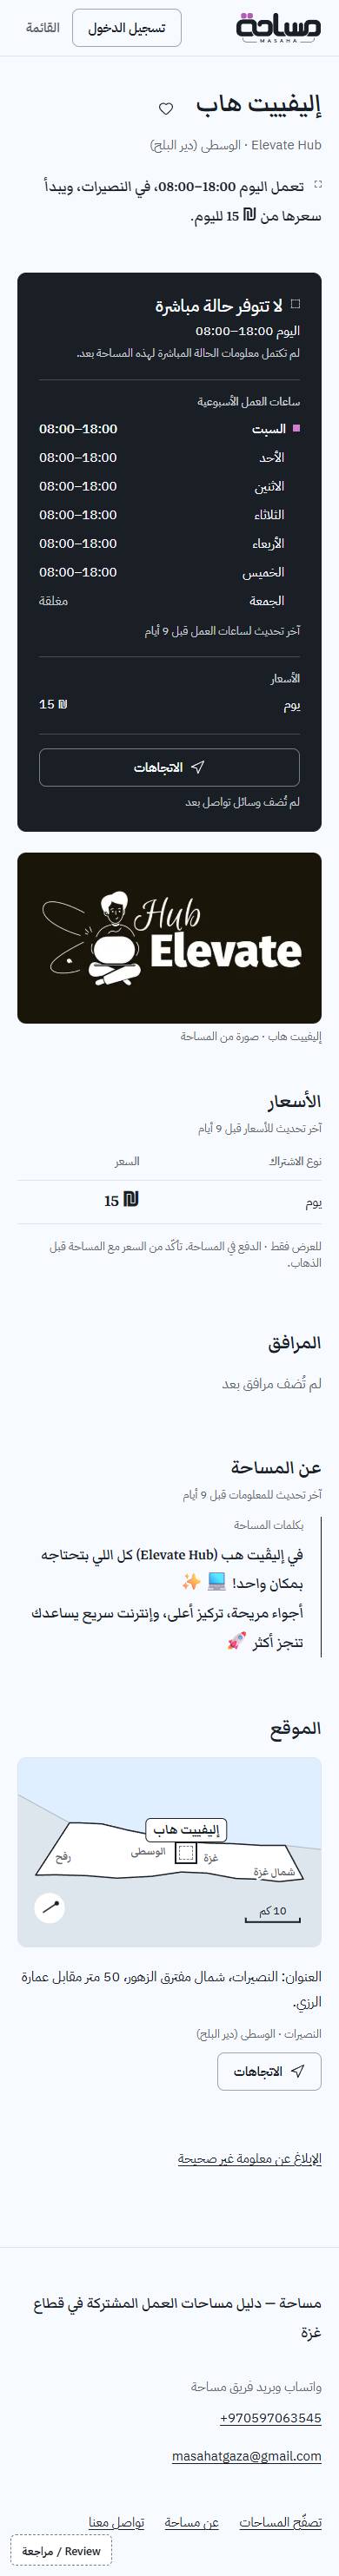 مساحة
MASAHA
تسجيل الدخول
القائمة
إليفييت هاب
Elevate Hub · الوسطى (دير البلح)
تعمل اليوم 18:00–08:00، في النصيرات، ويبدأ
سعرها من ₪ 15 لليوم.
لا تتوفر حالة مباشرة
اليوم 18:00–08:00
لم تكتمل معلومات الحالة المباشرة لهذه المساحة بعد.
ساعات العمل الأسبوعية
السبت 18:00–08:00
الأحد 18:00–08:00
الاثنين 18:00–08:00
الثلاثاء 18:00–08:00
الأربعاء 18:00–08:00
الخميس 18:00–08:00
الجمعة مغلقة
آخر تحديث لساعات العمل قبل 9 أيام
الأسعار
يوم ₪ 15
الاتجاهات
لم تُضف وسائل تواصل بعد
Hub
Elevate
إليفييت هاب · صورة من المساحة
الأسعار
آخر تحديث للأسعار قبل 9 أيام
نوع الاشتراك السعر
يوم ₪ 15
للعرض فقط · الدفع في المساحة. تأكّد من السعر مع المساحة قبل
الذهاب.
المرافق
لم تُضف مرافق بعد
عن المساحة
آخر تحديث للمعلومات قبل 9 أيام
بكلمات المساحة
في إيلڤيت هب (Elevate Hub) كل اللي بتحتاجه
بمكان واحد! 💻 ✨
أجواء مريحة، تركيز أعلى، وإنترنت سريع يساعدك
تنجز أكثر 🚀
الموقع
إليفييت هاب
شمال غزة
غزة
الوسطى
رفح
10 كم
العنوان: النصيرات، شمال مفترق الزهور، 50 متر مقابل عمارة
الرزي.
النصيرات · الوسطى (دير البلح)
الاتجاهات
الإبلاغ عن معلومة غير صحيحة
مساحة — دليل مساحات العمل المشتركة في قطاع
غزة
واتساب وبريد فريق مساحة
+970597063545
masahatgaza@gmail.com
تصفّح المساحات
عن مساحة
تواصل معنا
مراجعة / Review